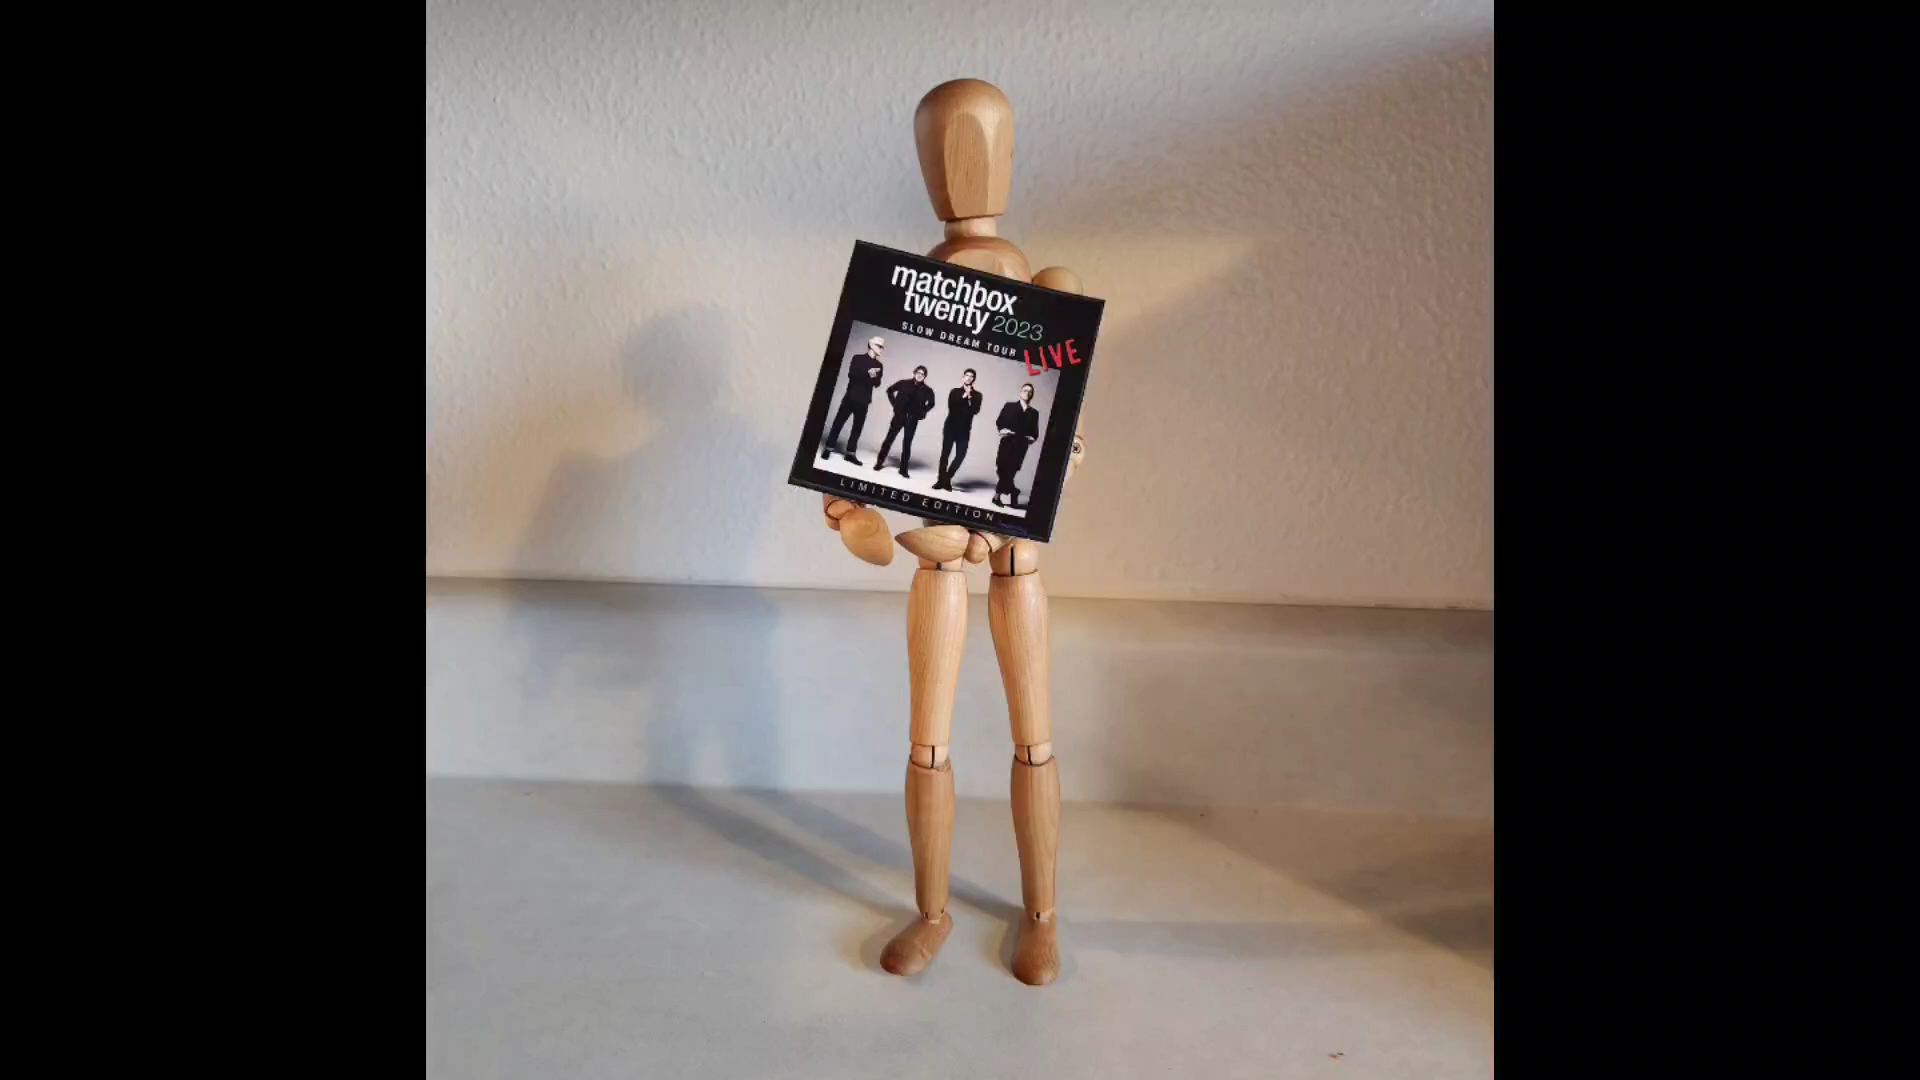 matchbox
twenty 2023
SLOW DREAM TOUR
LIVE
LIMITED EDITION